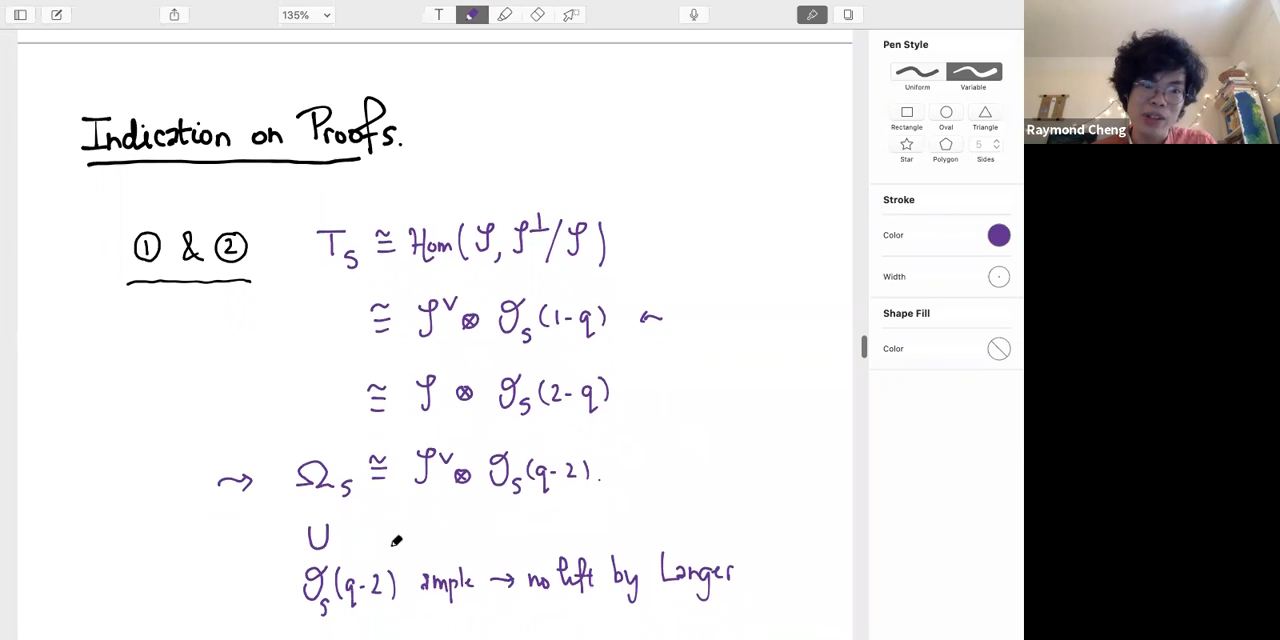 135%
T
Pen Style
Uniform
Variable
Rectangle
Oval
Triangle
5
Star
Polygon
Sides
Stroke
Color
Width
Shape Fill
Color
Raymond Cheng
Indication on Proofs.
① & ② T_S ≅ Hom(𝒮, 𝒮^⊥/𝒮)
≅ 𝒮^∨ ⊗ 𝒪_S(1-q) ←
≅ 𝒮 ⊗ 𝒪_S(2-q)
⇝ Ω_S ≅ 𝒮^∨ ⊗ 𝒪_S(q-2).
∪
𝒪_S(q-2) ample → no lift by Langer